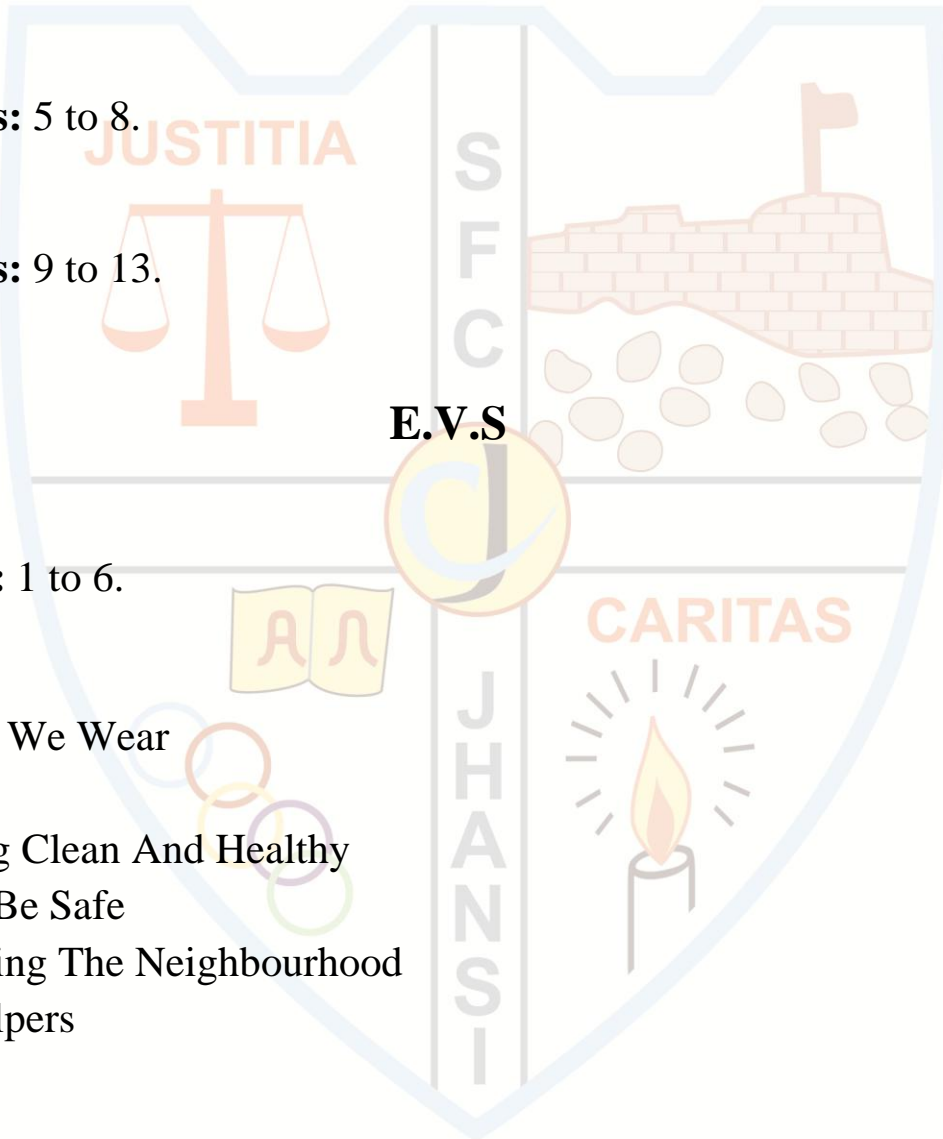 s: 5 to 8.
JUSTITIA
S
F
C
s: 9 to 13.
E.V.S
CJ
: 1 to 6.
CARITAS
J
H
A
N
S
I
We Wear
g Clean And Healthy
Be Safe
ing The Neighbourhood
lpers